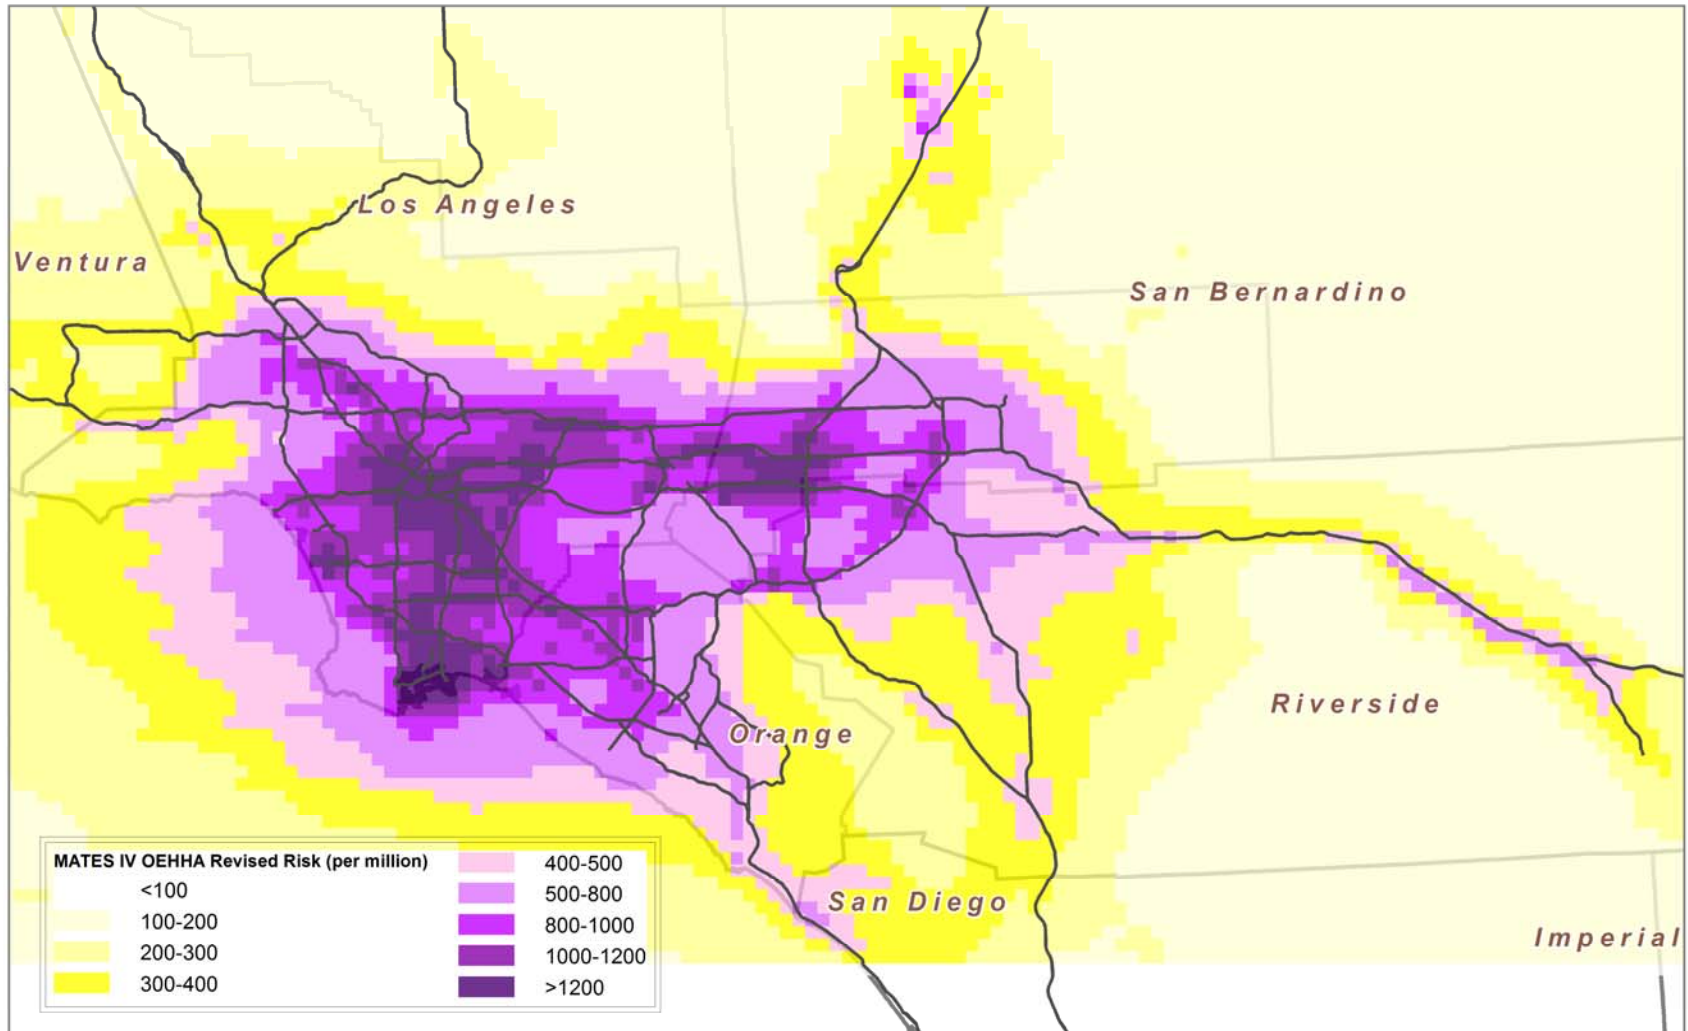 Los Angeles
Ventura
San Bernardino
Riverside
Orange
San Diego
Imperial
MATES IV OEHHA Revised Risk (per million)
<100
100-200
200-300
300-400
400-500
500-800
800-1000
1000-1200
>1200